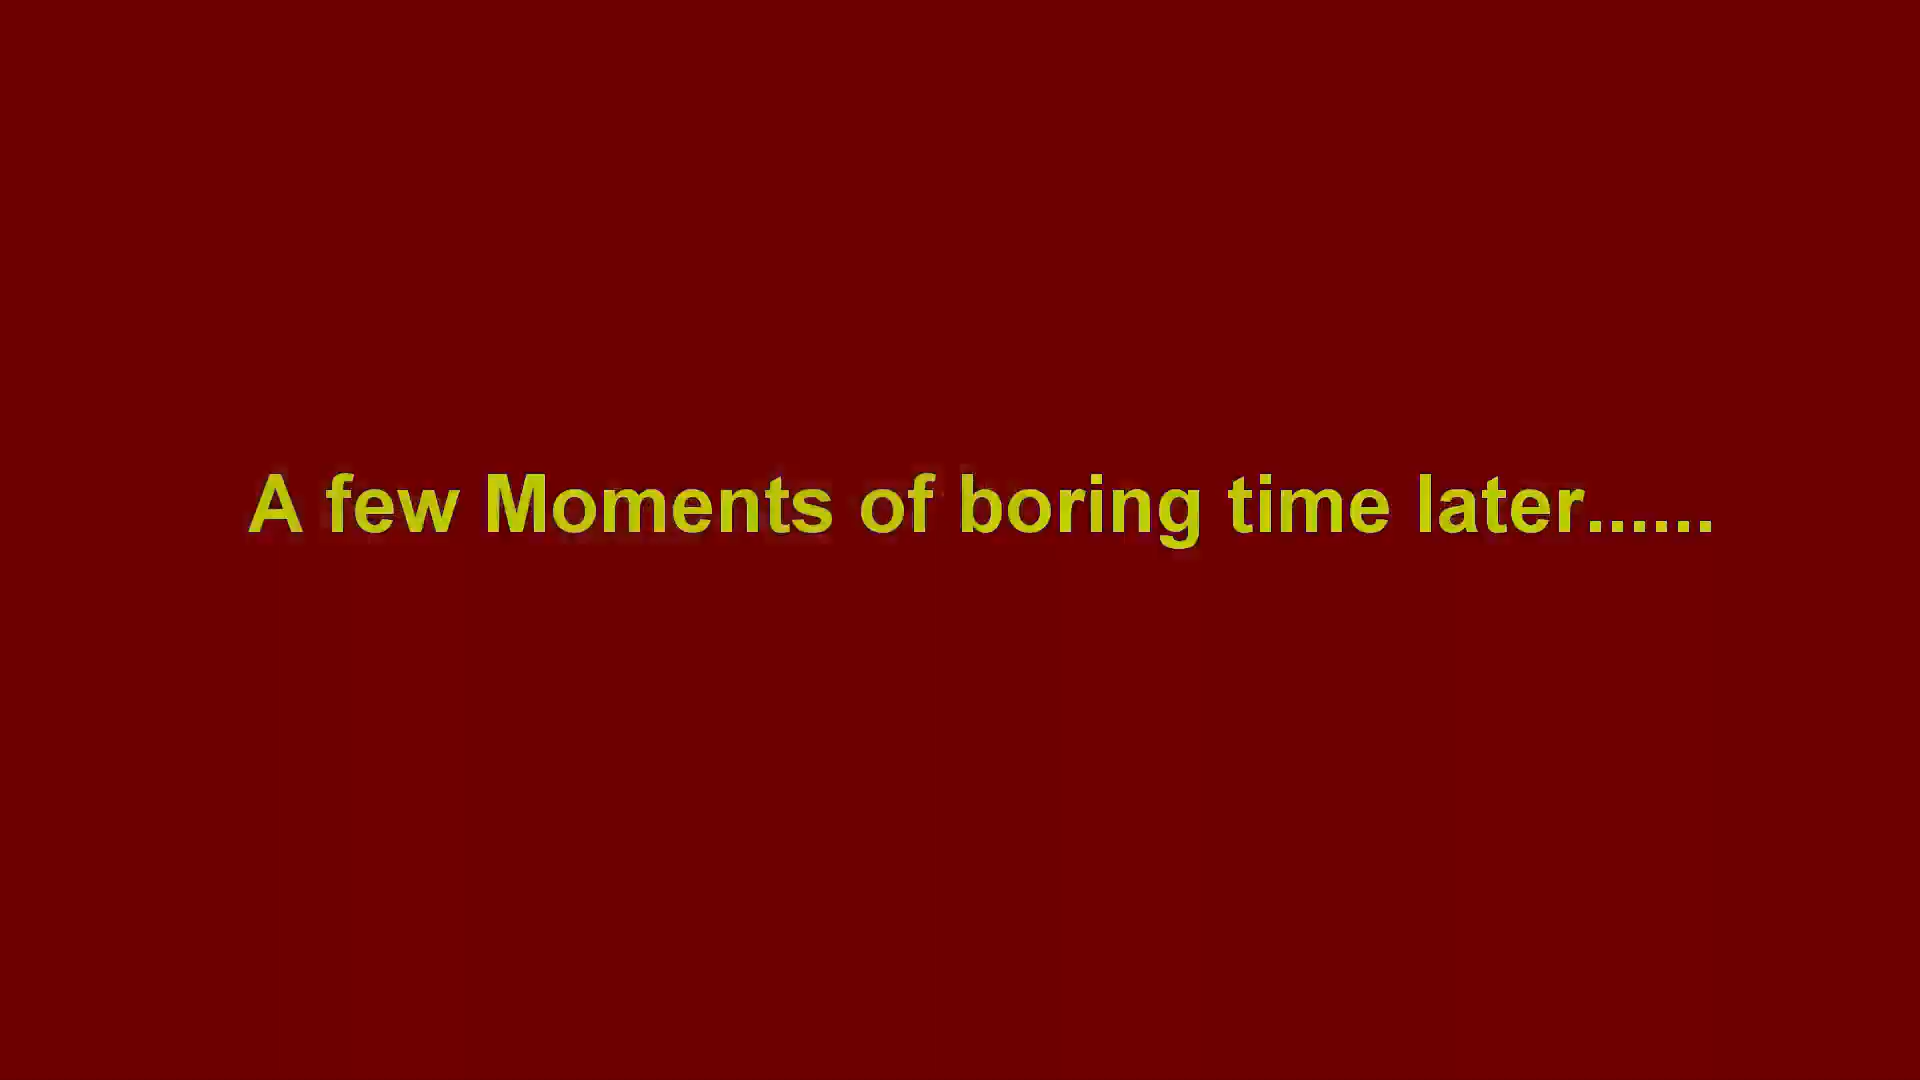 A few Moments of boring time later......